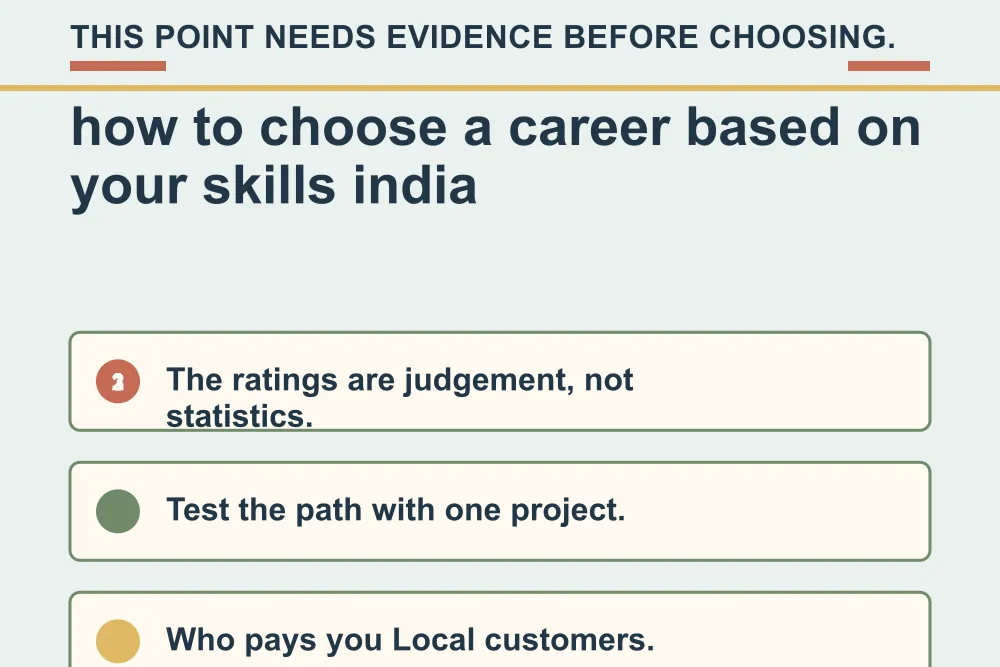 THIS POINT NEEDS EVIDENCE BEFORE CHOOSING.
how to choose a career based on
your skills india
The ratings are judgement, not
statistics.
Test the path with one project.
Who pays you Local customers.